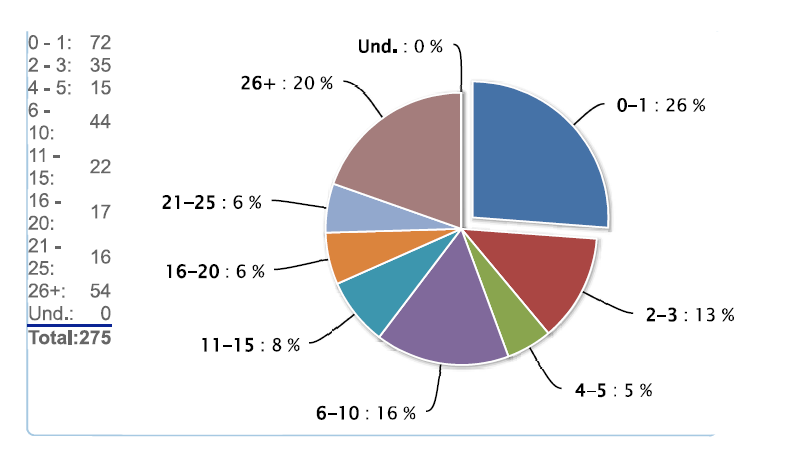 0 - 1: 72
2 - 3: 35
4 - 5: 15
6 -
10: 44
11 -
15: 22
16 -
20: 17
21 -
25: 16
26+: 54
Und.: 0
Total:275
Und. : 0 %
26+ : 20 %
0–1 : 26 %
21–25 : 6 %
16–20 : 6 %
2–3 : 13 %
11–15 : 8 %
4–5 : 5 %
6–10 : 16 %